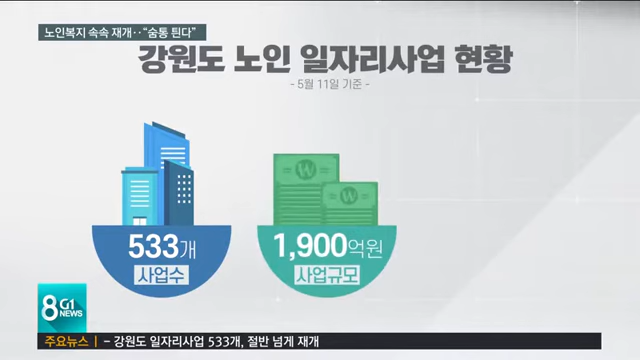 노인복지 속속 재개‥"숨통 틘다"
강원도 노인 일자리사업 현황
- 5월 11일 기준 -
W
W
533개
사업수
1,900억원
사업규모
8 G1 NEWS
주요뉴스 - 강원도 일자리사업 533개, 절반 넘게 재개